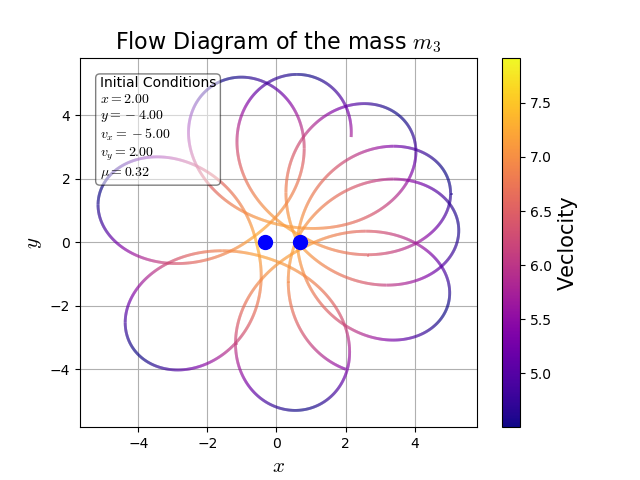 Flow Diagram of the mass m₃
Initial Conditions
x = 2.00
y = −4.00
vₓ = −5.00
v_y = 2.00
μ = 0.32
4
2
0
−2
−4
y
−4
−2
0
2
4
x
7.5
7.0
6.5
6.0
5.5
5.0
Veclocity